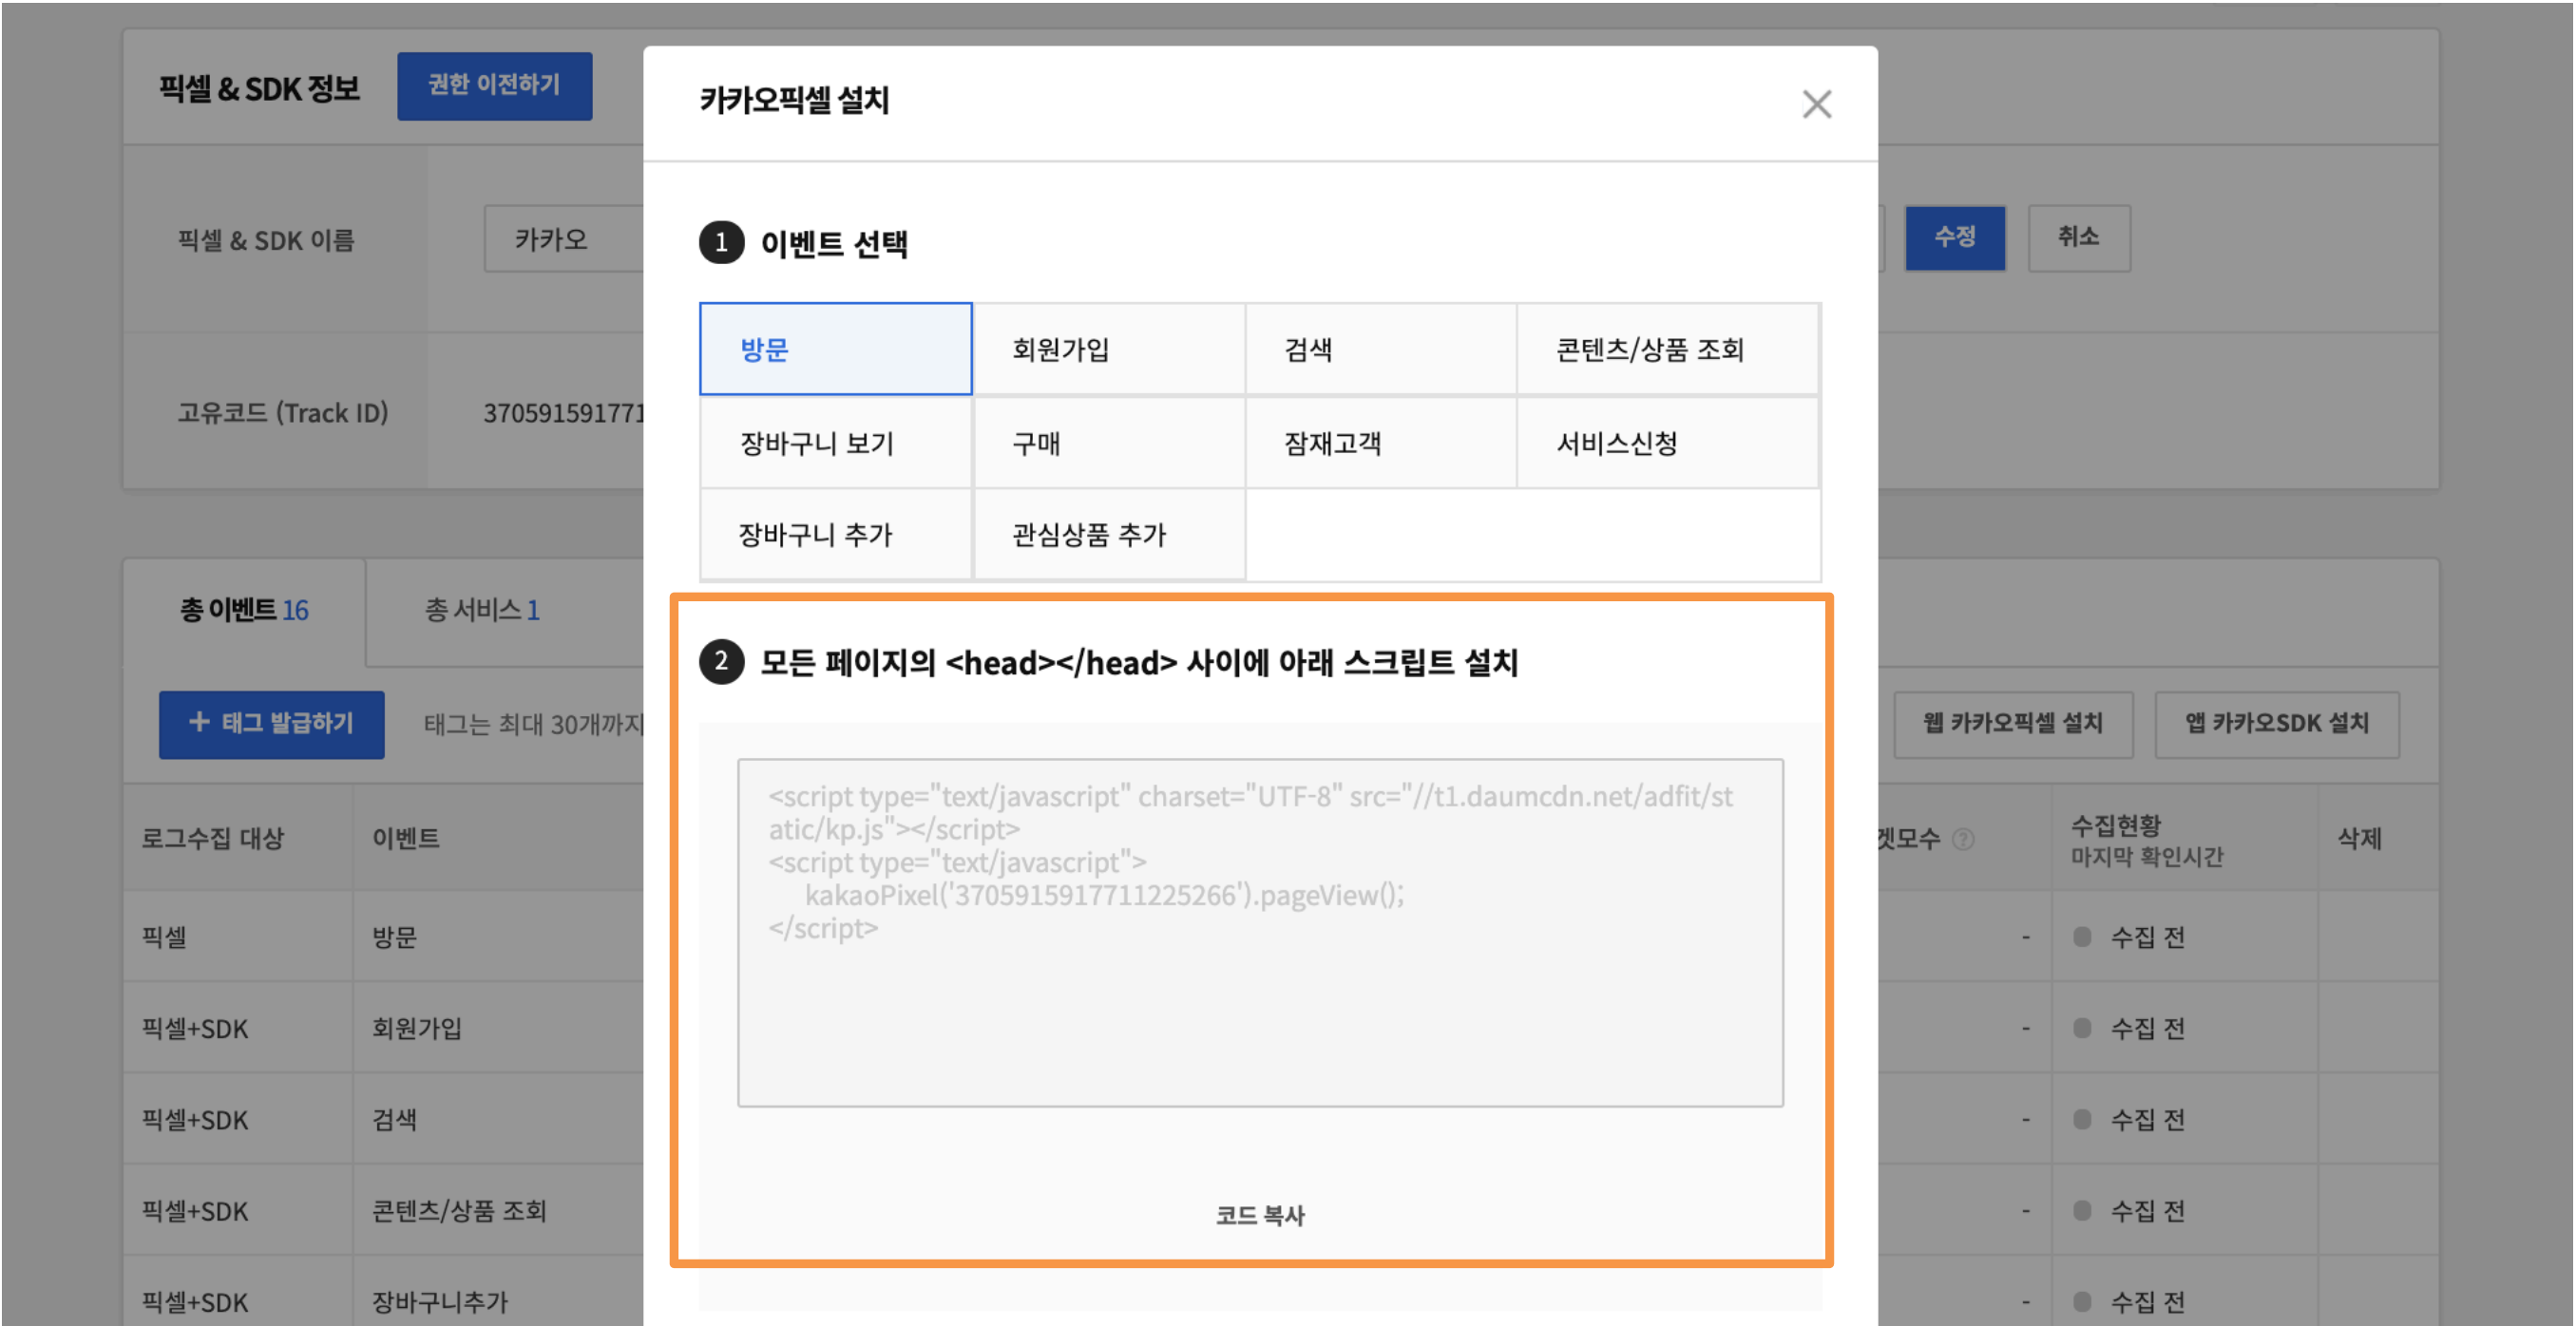 픽셀 & SDK 정보
권한 이전하기
픽셀 & SDK 이름
카카오
수정
취소
고유코드 (Track ID)
370591591771
총 이벤트 16
총 서비스 1
+ 태그 발급하기
태그는 최대 30개까지
웹 카카오픽셀 설치
앱 카카오SDK 설치
로그수집 대상
이벤트
겟모수 ?
수집현황
마지막 확인시간
삭제
픽셀
방문
-
수집 전
픽셀+SDK
회원가입
-
수집 전
픽셀+SDK
검색
-
수집 전
픽셀+SDK
콘텐츠/상품 조회
-
수집 전
픽셀+SDK
장바구니추가
-
수집 전
카카오픽셀 설치
1 이벤트 선택
방문
회원가입
검색
콘텐츠/상품 조회
장바구니 보기
구매
잠재고객
서비스신청
장바구니 추가
관심상품 추가
2 모든 페이지의 <head></head> 사이에 아래 스크립트 설치
<script type="text/javascript" charset="UTF-8" src="//t1.daumcdn.net/adfit/st
atic/kp.js"></script>
<script type="text/javascript">
kakaoPixel('3705915917711225266').pageView();
</script>
코드 복사